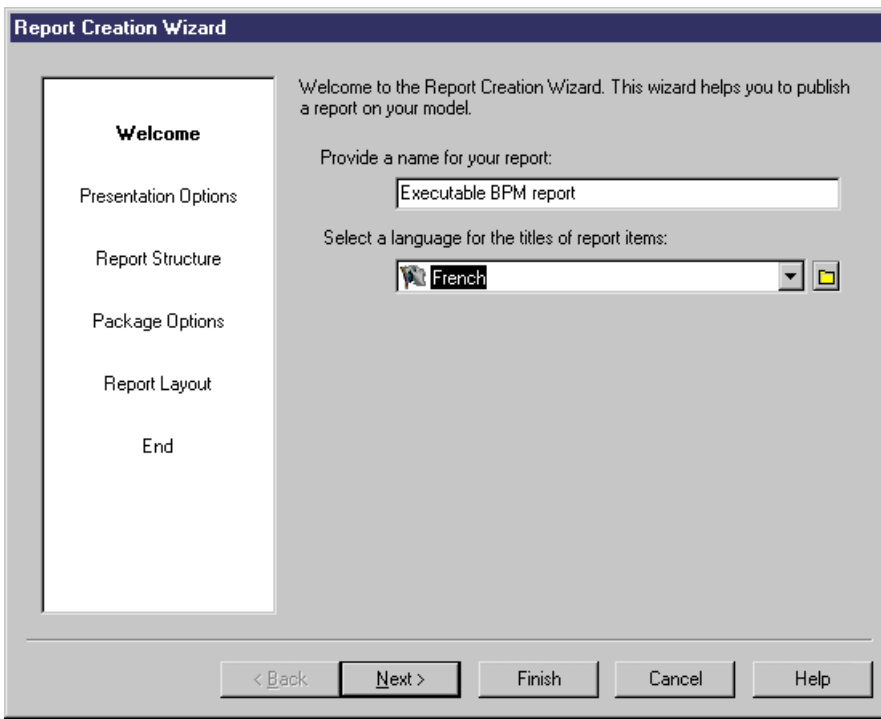 Report Creation Wizard
Welcome
Presentation Options
Report Structure
Package Options
Report Layout
End
Welcome to the Report Creation Wizard. This wizard helps you to publish
a report on your model.
Provide a name for your report:
Executable BPM report
Select a language for the titles of report items:
French
< Back
Next >
Finish
Cancel
Help